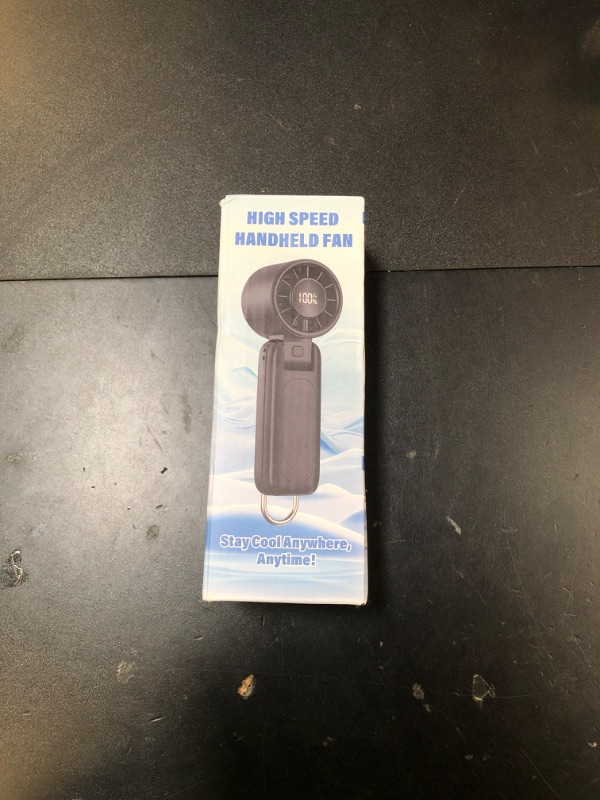 HIGH SPEED
HANDHELD FAN
100%
Stay Cool Anywhere,
Anytime!